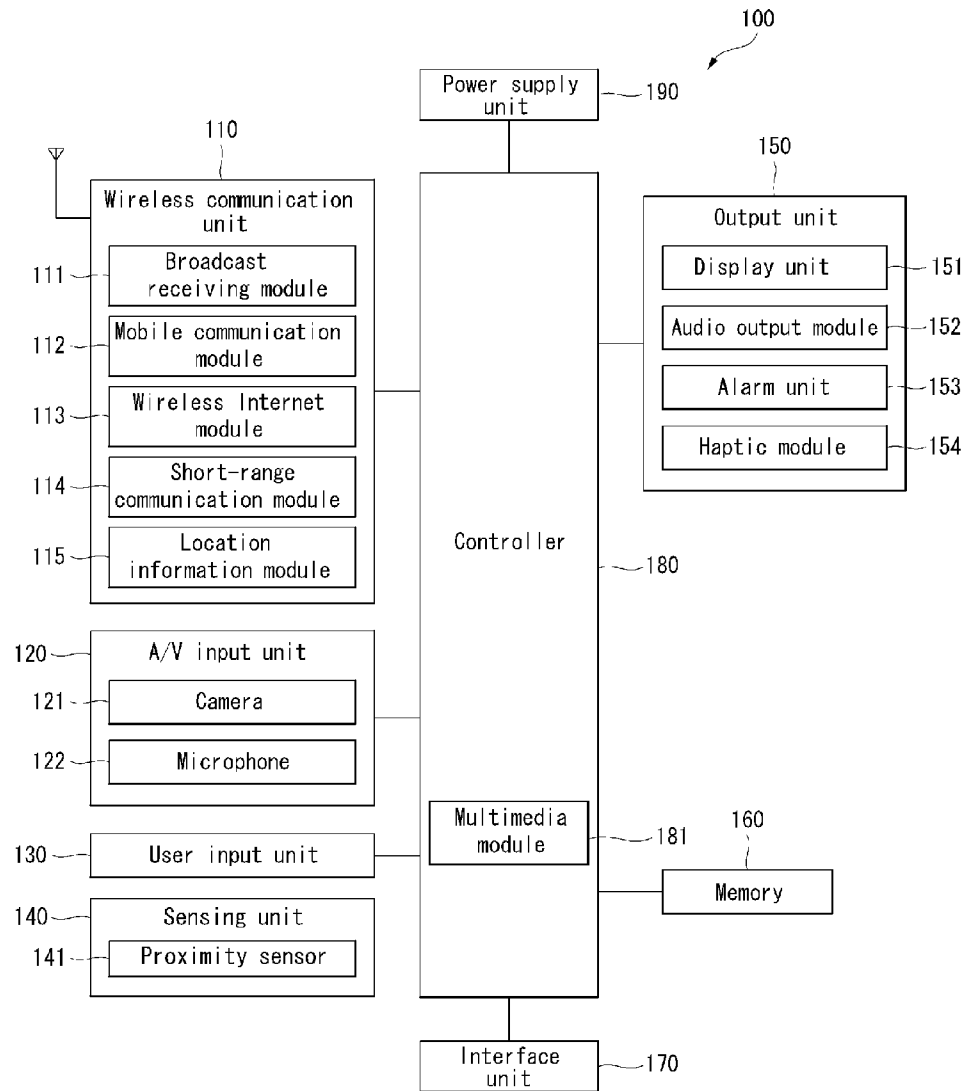 100
Power supply
unit
190
110
Wireless communication
unit
111
Broadcast
receiving module
112
Mobile communication
module
113
Wireless Internet
module
114
Short-range
communication module
115
Location
information module
120
A/V input unit
121
Camera
122
Microphone
130
User input unit
140
Sensing unit
141
Proximity sensor
Controller
180
Multimedia
module
181
150
Output unit
Display unit
151
Audio output module
152
Alarm unit
153
Haptic module
154
160
Memory
Interface
unit
170